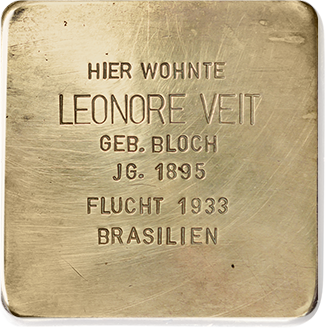 HIER WOHNTE
LEONORE VEIT
GEB. BLOCH
JG. 1895
FLUCHT 1933
BRASILIEN